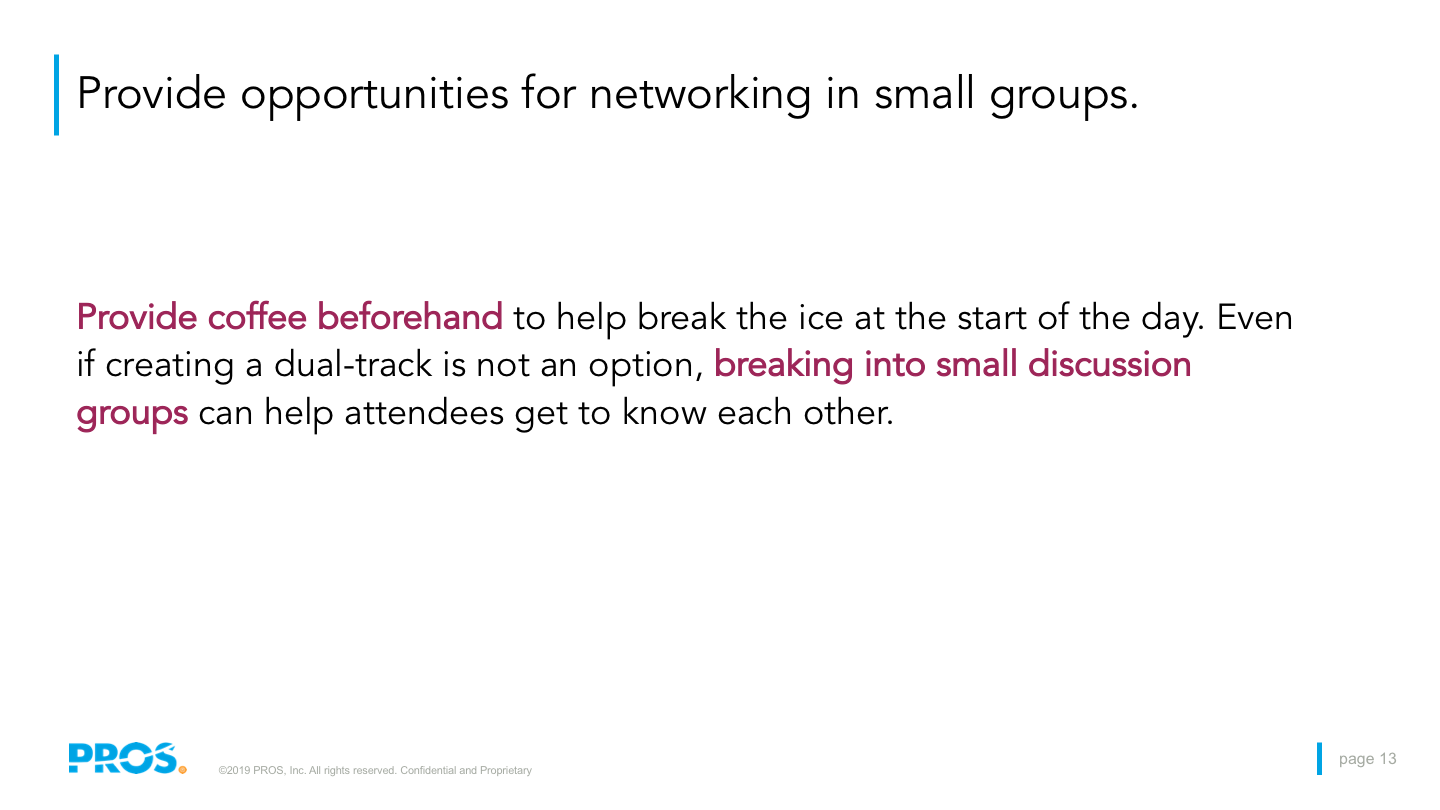 Provide opportunities for networking in small groups.
Provide coffee beforehand to help break the ice at the start of the day. Even
if creating a dual-track is not an option, breaking into small discussion
groups can help attendees get to know each other.
PROS.
©2019 PROS, Inc. All rights reserved. Confidential and Proprietary
page 13